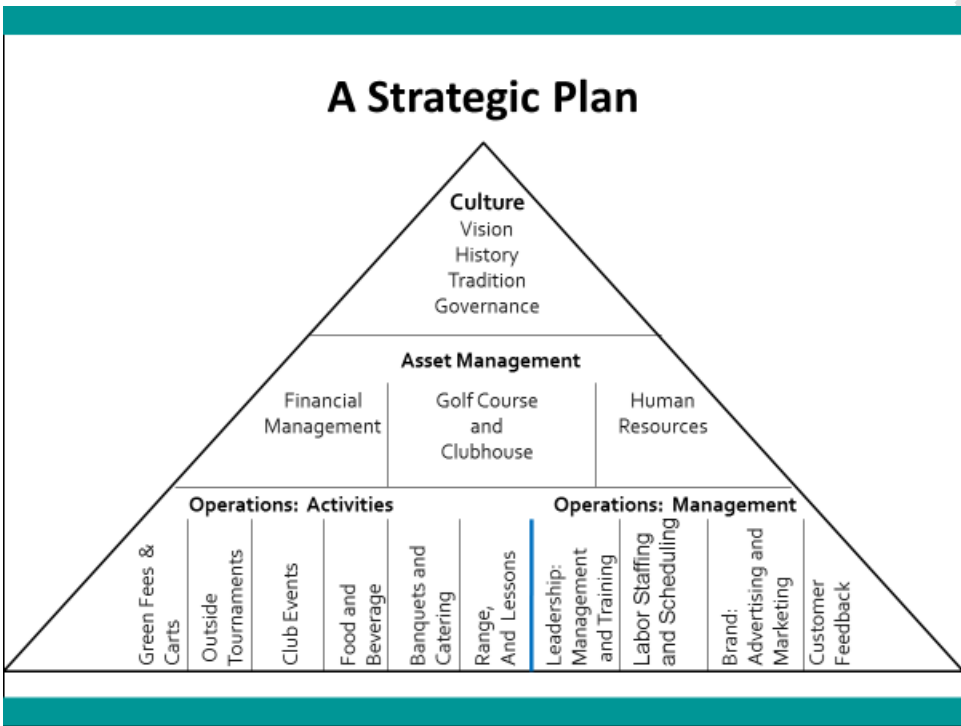 A Strategic Plan
Culture
Vision
History
Tradition
Governance
Asset Management
Financial
Management
Golf Course
and
Clubhouse
Human
Resources
Operations: Activities
Operations: Management
Green Fees &
Carts
Outside
Tournaments
Club Events
Food and
Beverage
Banquets and
Catering
Range,
And Lessons
Leadership:
Management
and Training
Labor Staffing
and Scheduling
Brand:
Advertising and
Marketing
Customer
Feedback